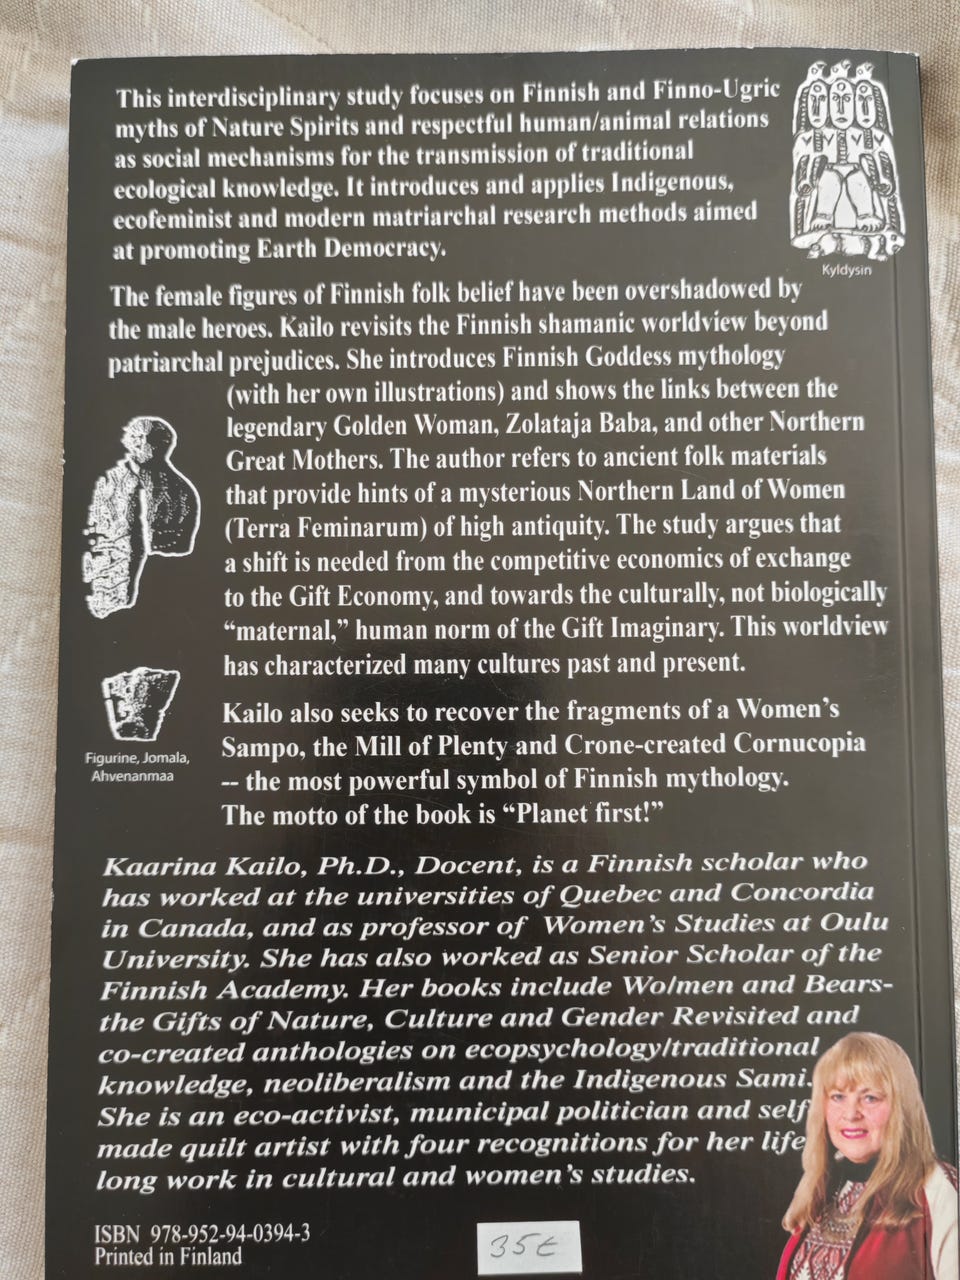 This interdisciplinary study focuses on Finnish and Finno-Ugric
myths of Nature Spirits and respectful human/animal relations
as social mechanisms for the transmission of traditional
ecological knowledge. It introduces and applies Indigenous,
ecofeminist and modern matriarchal research methods aimed
at promoting Earth Democracy.
Kyldysin
The female figures of Finnish folk belief have been overshadowed by
the male heroes. Kailo revisits the Finnish shamanic worldview beyond
patriarchal prejudices. She introduces Finnish Goddess mythology
(with her own illustrations) and shows the links between the
legendary Golden Woman, Zolataja Baba, and other Northern
Great Mothers. The author refers to ancient folk materials
that provide hints of a mysterious Northern Land of Women
(Terra Feminarum) of high antiquity. The study argues that
a shift is needed from the competitive economics of exchange
to the Gift Economy, and towards the culturally, not biologically
“maternal,” human norm of the Gift Imaginary. This worldview
has characterized many cultures past and present.
Figurine, Jomala,
Ahvenanmaa
Kailo also seeks to recover the fragments of a Women’s
Sampo, the Mill of Plenty and Crone-created Cornucopia
-- the most powerful symbol of Finnish mythology.
The motto of the book is “Planet first!”
Kaarina Kailo, Ph.D., Docent, is a Finnish scholar who
has worked at the universities of Quebec and Concordia
in Canada, and as professor of Women’s Studies at Oulu
University. She has also worked as Senior Scholar of the
Finnish Academy. Her books include Wo/men and Bears-
the Gifts of Nature, Culture and Gender Revisited and
co-created anthologies on ecopsychology/traditional
knowledge, neoliberalism and the Indigenous Sami.
She is an eco-activist, municipal politician and self
made quilt artist with four recognitions for her life
long work in cultural and women’s studies.
ISBN 978-952-94-0394-3
Printed in Finland
35€